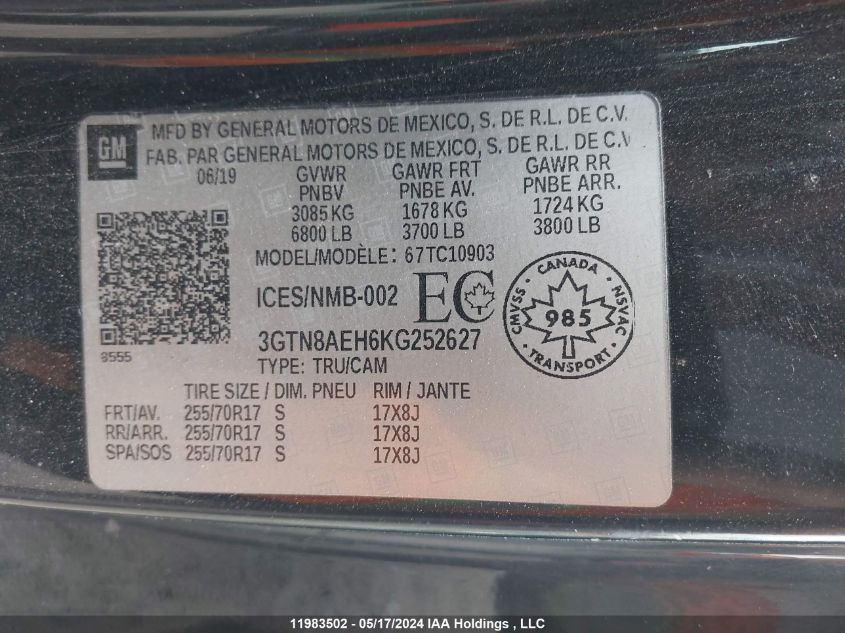 GM
MFD BY GENERAL MOTORS DE MEXICO, S. DE R.L. DE C.V.
FAB. PAR GENERAL MOTORS DE MEXICO, S. DE R.L. DE C.V
06/19 GVWR GAWR FRT GAWR RR
PNBV PNBE AV. PNBE ARR.
3085 KG 1678 KG 1724 KG
6800 LB 3700 LB 3800 LB
MODEL/MODÈLE: 67TC10903
ICES/NMB-002 EC
CANADA
CMVSS 985 NSVAC
TRANSPORT
3GTN8AEH6KG252627
8555
TYPE: TRU/CAM
TIRE SIZE / DIM. PNEU RIM / JANTE
FRT/AV. 255/70R17 S 17X8J
RR/ARR. 255/70R17 S 17X8J
SPA/SOS 255/70R17 S 17X8J
11983502 - 05/17/2024 IAA Holdings , LLC